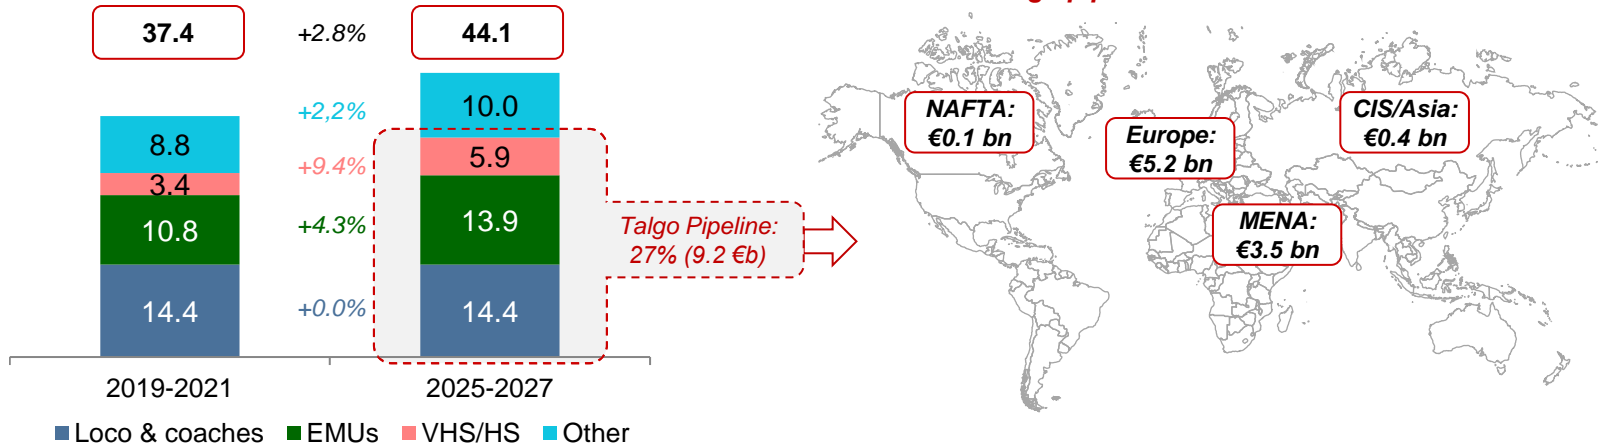 37.4
+2.8%
44.1
+2,2%
10.0
8.8
+9.4%
5.9
3.4
10.8
+4.3%
13.9
14.4
+0.0%
14.4
2019-2021
2025-2027
Loco & coaches
EMUs
VHS/HS
Other
Talgo Pipeline:
27% (9.2 €b)
NAFTA:
€0.1 bn
Europe:
€5.2 bn
CIS/Asia:
€0.4 bn
MENA:
€3.5 bn